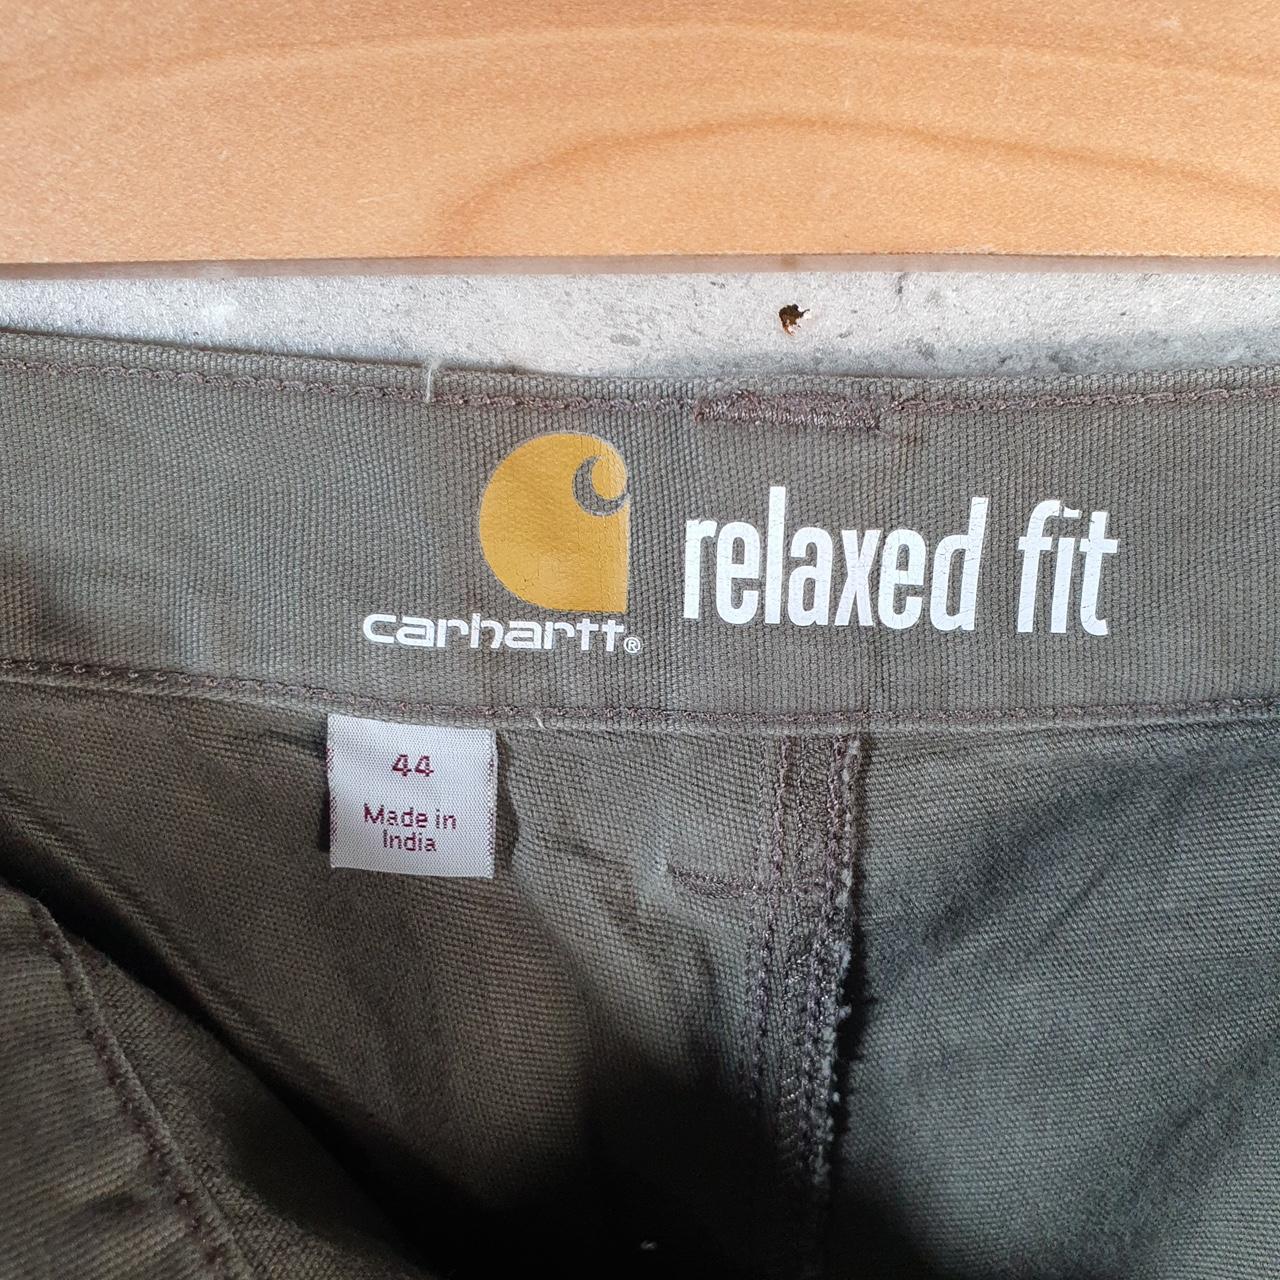 carhartt®
relaxed fit
44
Made in
India